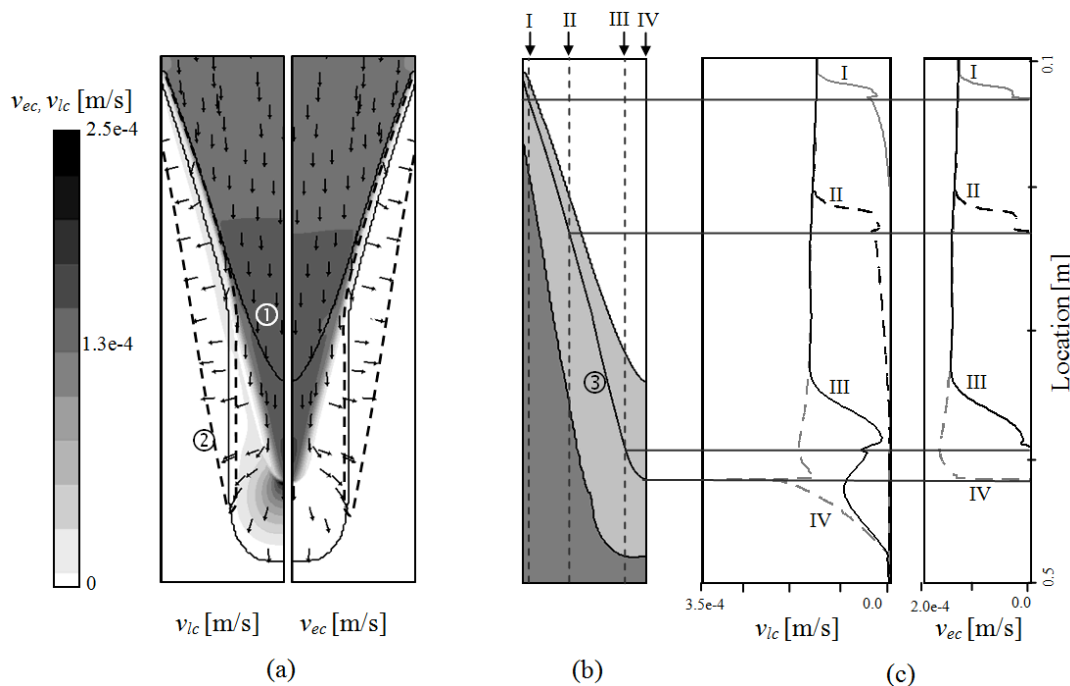 v_ec, v_lc [m/s]
2.5e-4
1.3e-4
0
①
②
v_lc [m/s]
v_ec [m/s]
(a)
I
II
III
IV
③
(b)
I
II
III
IV
3.5e-4
0.0
v_lc [m/s]
I
II
III
IV
2.0e-4
0.0
v_ec [m/s]
0.1
Location [m]
0.5
(c)